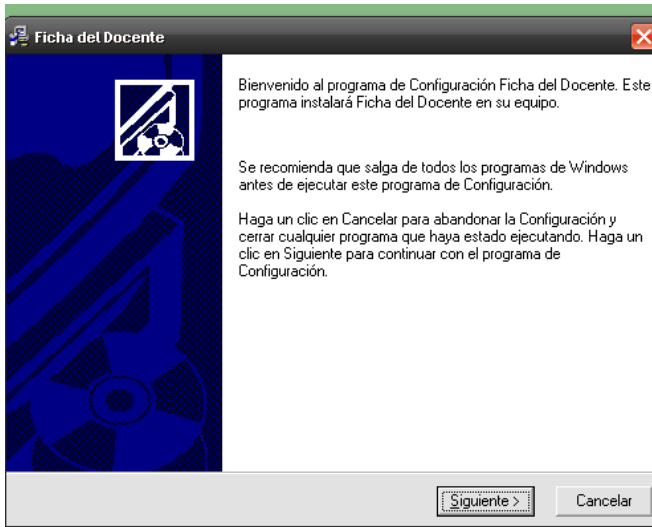 Ficha del Docente
Bienvenido al programa de Configuración Ficha del Docente. Este
programa instalará Ficha del Docente en su equipo.
Se recomienda que salga de todos los programas de Windows
antes de ejecutar este programa de Configuración.
Haga un clic en Cancelar para abandonar la Configuración y
cerrar cualquier programa que haya estado ejecutando. Haga un
clic en Siguiente para continuar con el programa de
Configuración.
Siguiente >
Cancelar